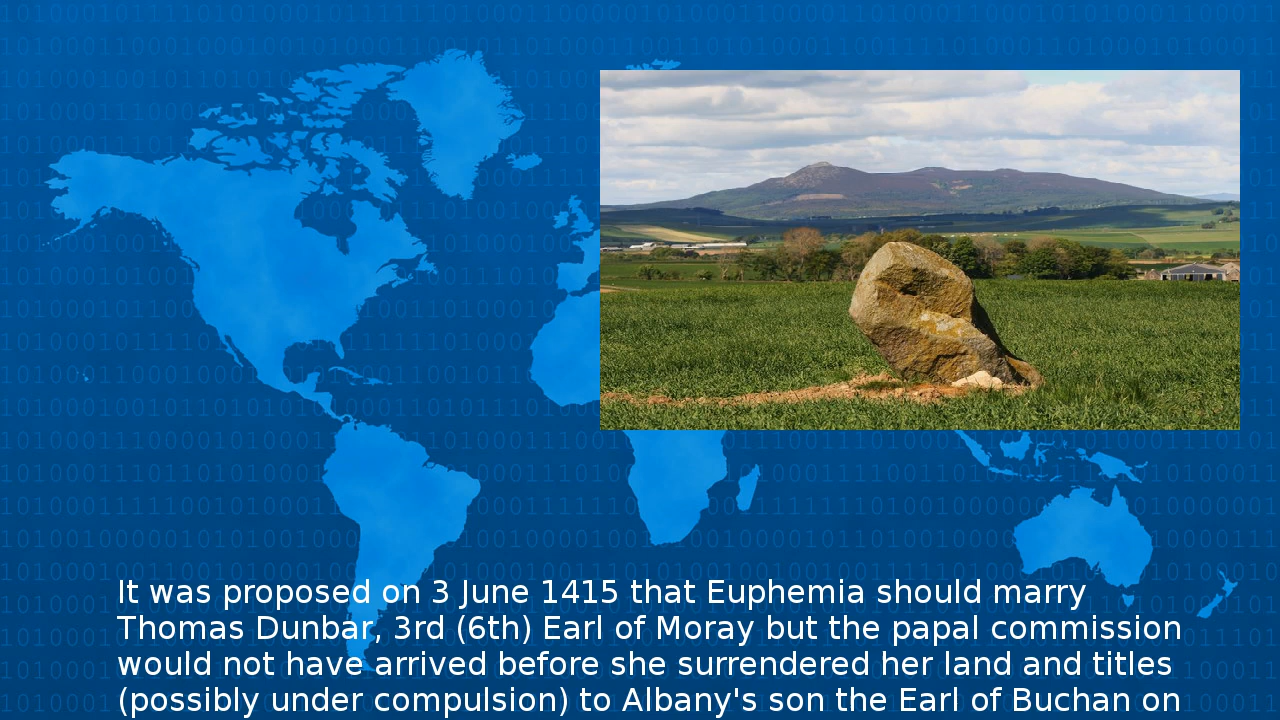 It was proposed on 3 June 1415 that Euphemia should marry
Thomas Dunbar, 3rd (6th) Earl of Moray but the papal commission
would not have arrived before she surrendered her land and titles
(possibly under compulsion) to Albany's son the Earl of Buchan on